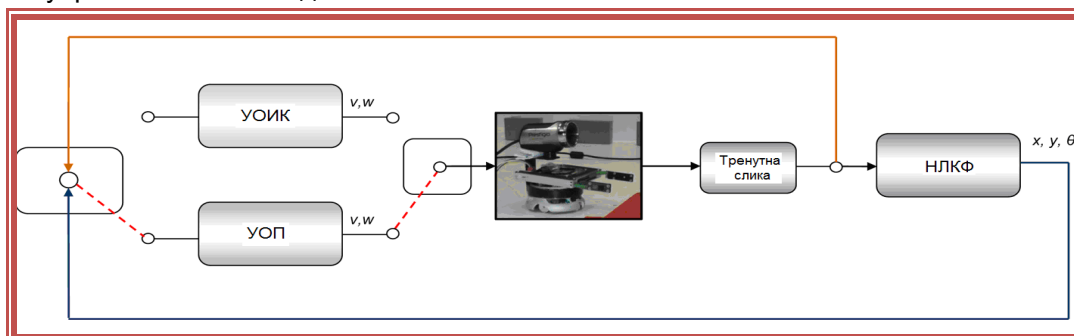 УОИК
v,w
УОП
v,w
Тренутна
слика
НЛКФ
x, y, θ